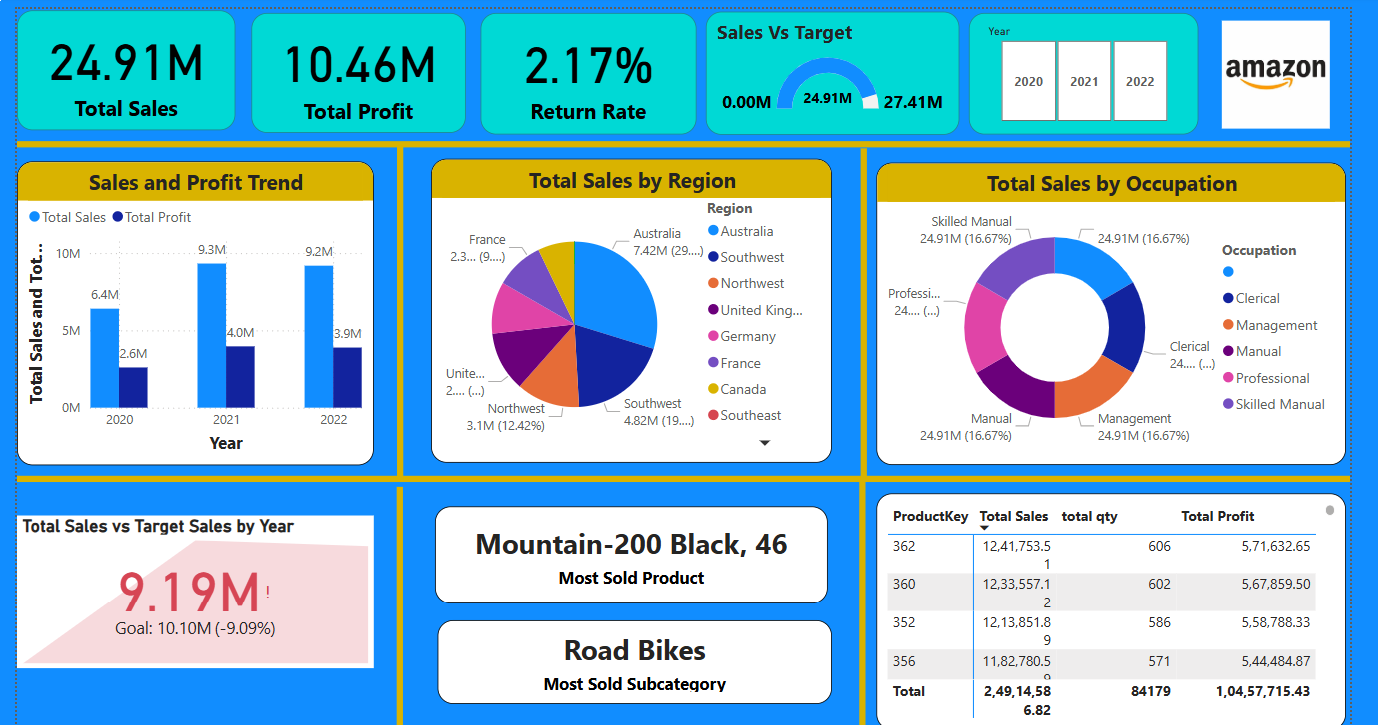 24.91M
Total Sales
10.46M
Total Profit
2.17%
Return Rate
Sales Vs Target
0.00M
24.91M
27.41M
Year
2020
2021
2022
amazon
Sales and Profit Trend
Total Sales
Total Profit
Total Sales and Tot...
10M
5M
0M
6.4M
2.6M
9.3M
4.0M
9.2M
3.9M
2020
2021
2022
Year
Total Sales by Region
Australia
7.42M (29....)
Southwest
4.82M (19....)
Northwest
3.1M (12.42%)
Unite...
2.... (...)
France
2.3... (9....)
Region
Australia
Southwest
Northwest
United King...
Germany
France
Canada
Southeast
Total Sales by Occupation
24.91M (16.67%)
Clerical
24.... (...)
Management
24.91M (16.67%)
Manual
24.91M (16.67%)
Professi...
24.... (...)
Skilled Manual
24.91M (16.67%)
Occupation
Clerical
Management
Manual
Professional
Skilled Manual
Total Sales vs Target Sales by Year
9.19M!
Goal: 10.10M (-9.09%)
Mountain-200 Black, 46
Most Sold Product
Road Bikes
Most Sold Subcategory
ProductKey Total Sales total qty Total Profit
362 12,41,753.5 606 5,71,632.65
1
360 12,33,557.1 602 5,67,859.50
2
352 12,13,851.8 586 5,58,788.33
9
356 11,82,780.5 571 5,44,484.87
9
Total 2,49,14,58 84179 1,04,57,715.43
6.82